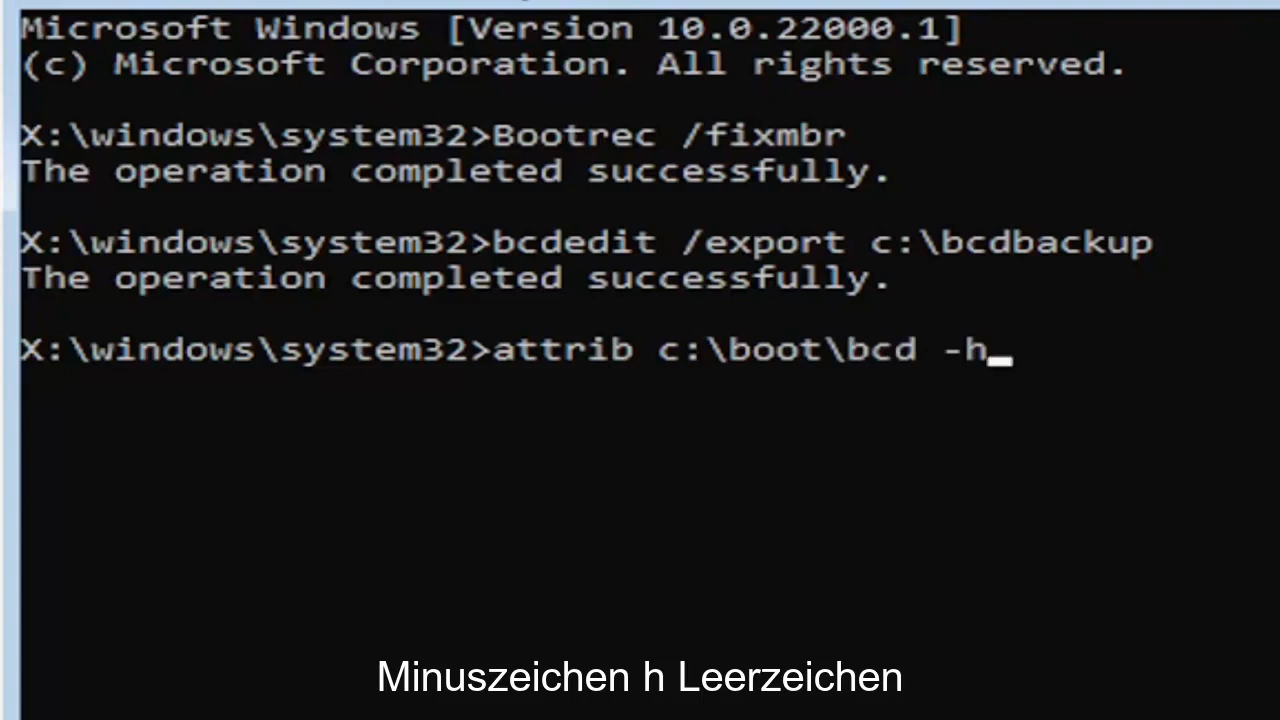 Microsoft Windows [Version 10.0.22000.1]
(c) Microsoft Corporation. All rights reserved.
X:\windows\system32>Bootrec /fixmbr
The operation completed successfully.
X:\windows\system32>bcdedit /export c:\bcdbackup
The operation completed successfully.
X:\windows\system32>attrib c:\boot\bcd -h
Minuszeichen h Leerzeichen